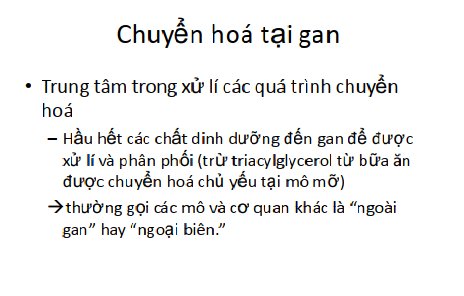 Chuyển hoá tại gan
• Trung tâm trong xử lí các quá trình chuyển
hoá
– Hầu hết các chất dinh dưỡng đến gan để được
xử lí và phân phối (trừ triacylglycerol từ bữa ăn
được chuyển hoá chủ yếu tại mô mỡ)
→thường gọi các mô và cơ quan khác là “ngoài
gan” hay “ngoại biên.”